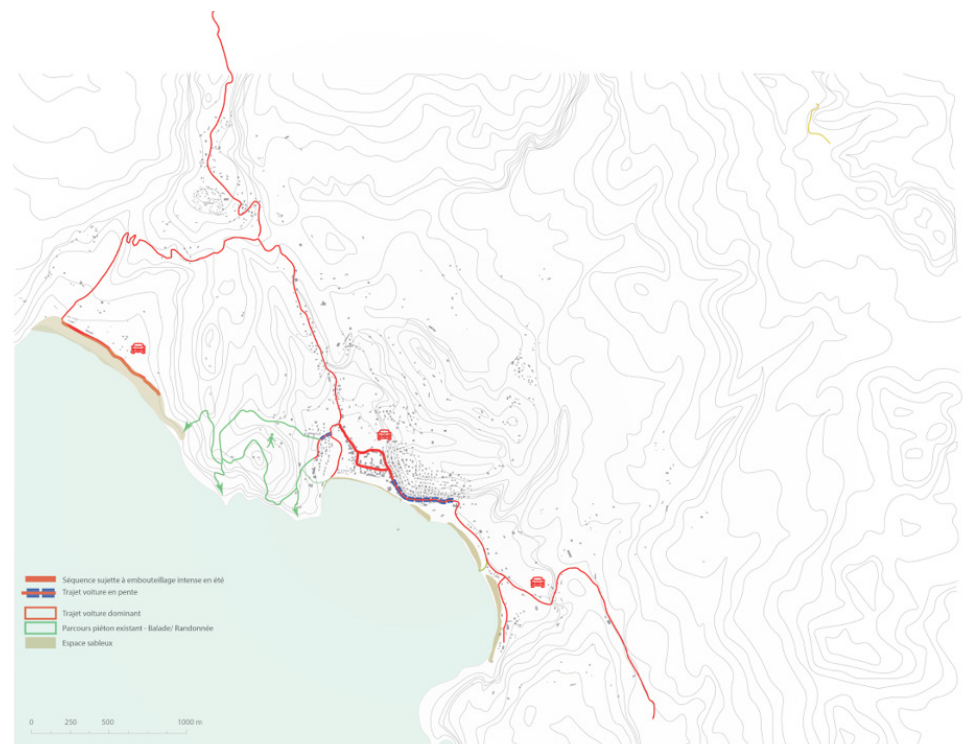 Séquence sujette à embouteillage intense en été
Trajet voiture en pente
Trajet voiture dominant
Parcours piéton existant - Balade/ Randonnée
Espace sableux
0 250 500 1000 m